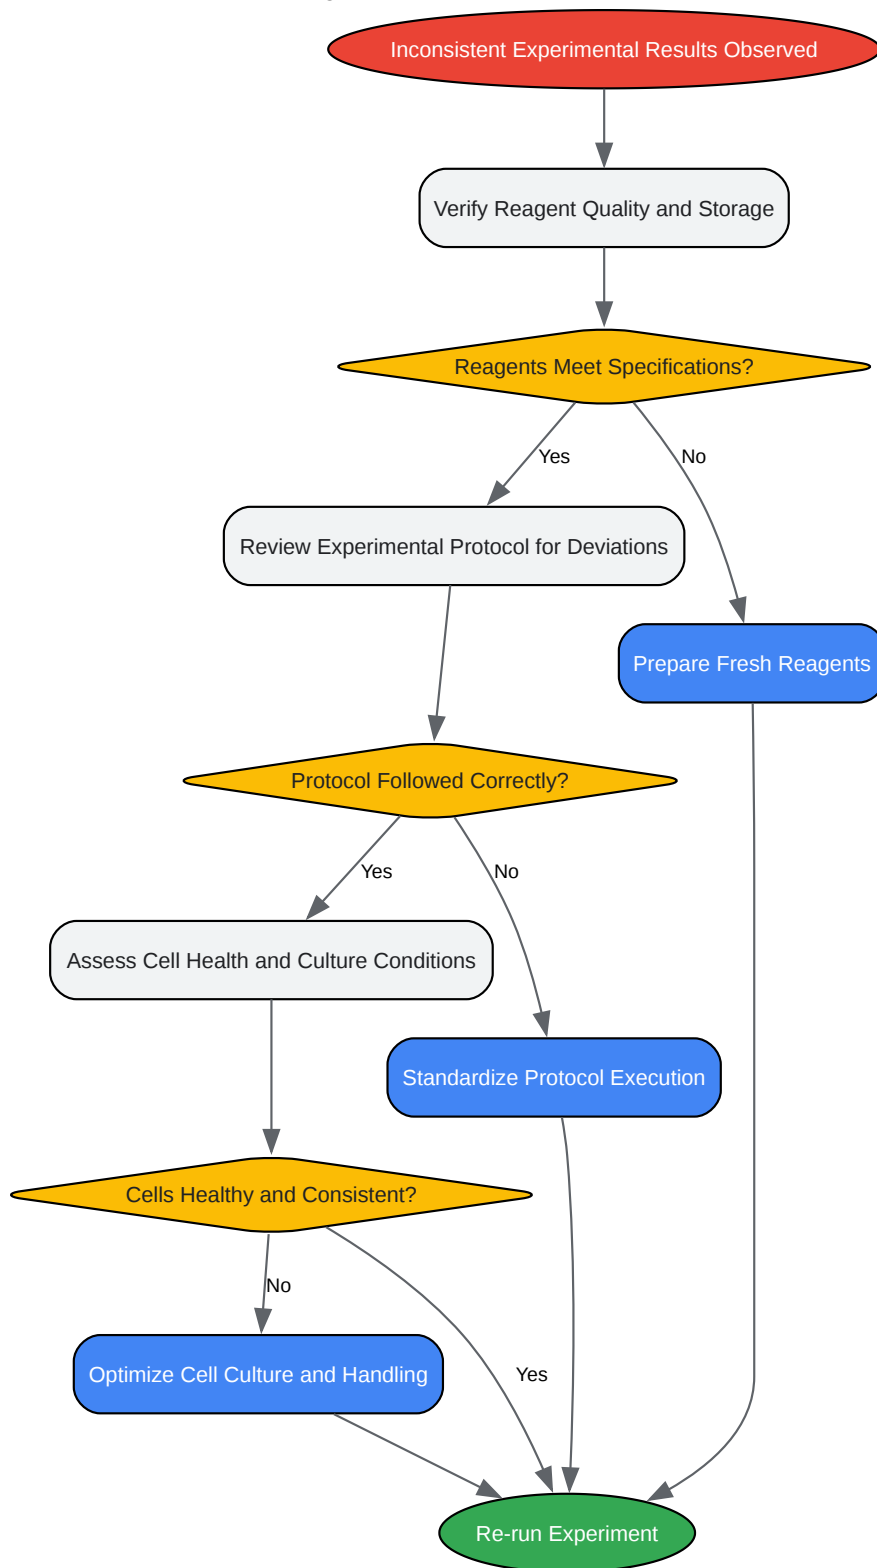 Inconsistent Experimental Results Observed
Verify Reagent Quality and Storage
Reagents Meet Specifications?
Yes
No
Review Experimental Protocol for Deviations
Prepare Fresh Reagents
Protocol Followed Correctly?
Yes
No
Assess Cell Health and Culture Conditions
Standardize Protocol Execution
Cells Healthy and Consistent?
No
Yes
Optimize Cell Culture and Handling
Re-run Experiment